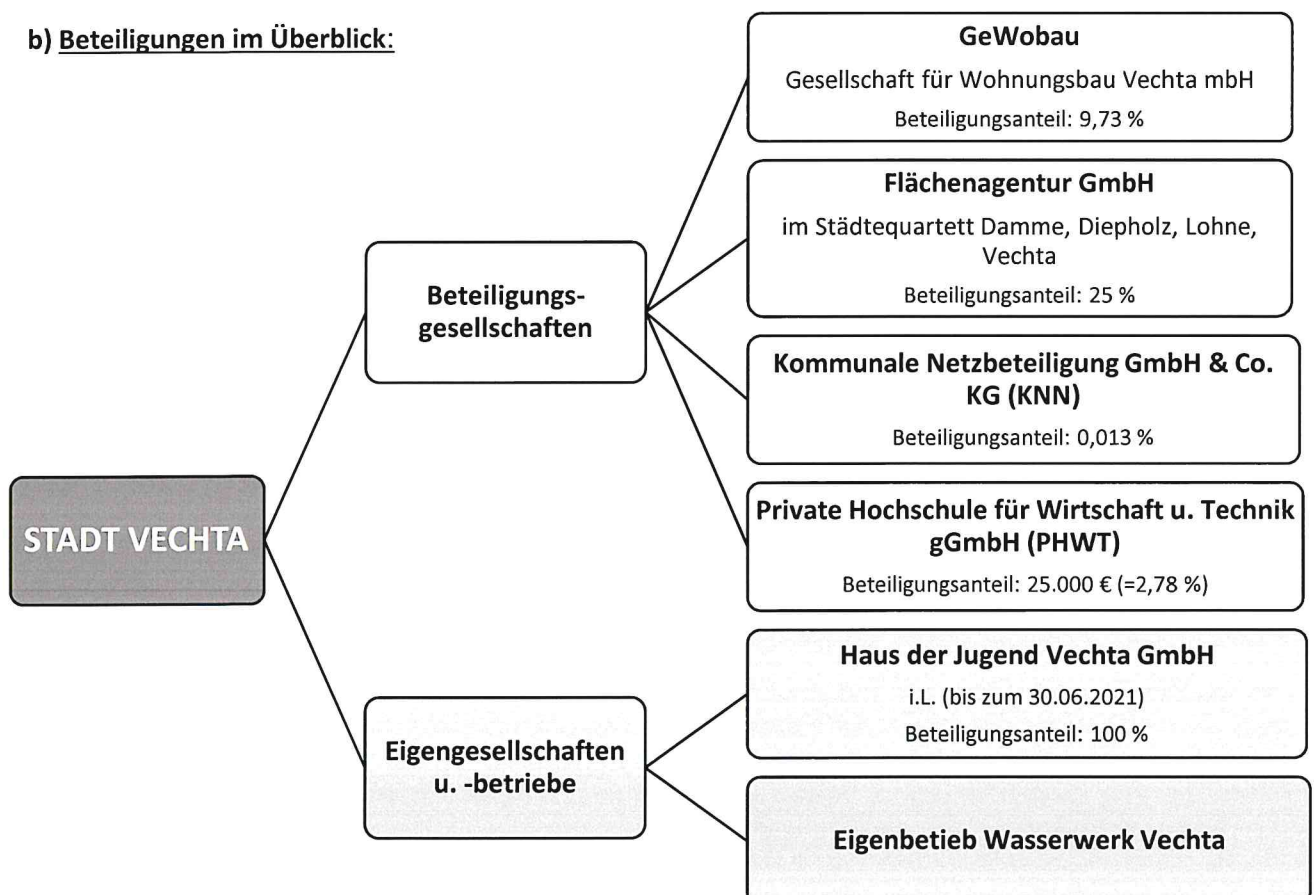 b) Beteiligungen im Überblick:
STADT VECHTA
Beteiligungs-
gesellschaften
GeWobau
Gesellschaft für Wohnungsbau Vechta mbH
Beteiligungsanteil: 9,73 %
Flächenagentur GmbH
im Städtequartett Damme, Diepholz, Lohne,
Vechta
Beteiligungsanteil: 25 %
Kommunale Netzbeteiligung GmbH & Co.
KG (KNN)
Beteiligungsanteil: 0,013 %
Private Hochschule für Wirtschaft u. Technik
gGmbH (PHWT)
Beteiligungsanteil: 25.000 € (=2,78 %)
Eigengesellschaften
u. -betriebe
Haus der Jugend Vechta GmbH
i.L. (bis zum 30.06.2021)
Beteiligungsanteil: 100 %
Eigenbetieb Wasserwerk Vechta